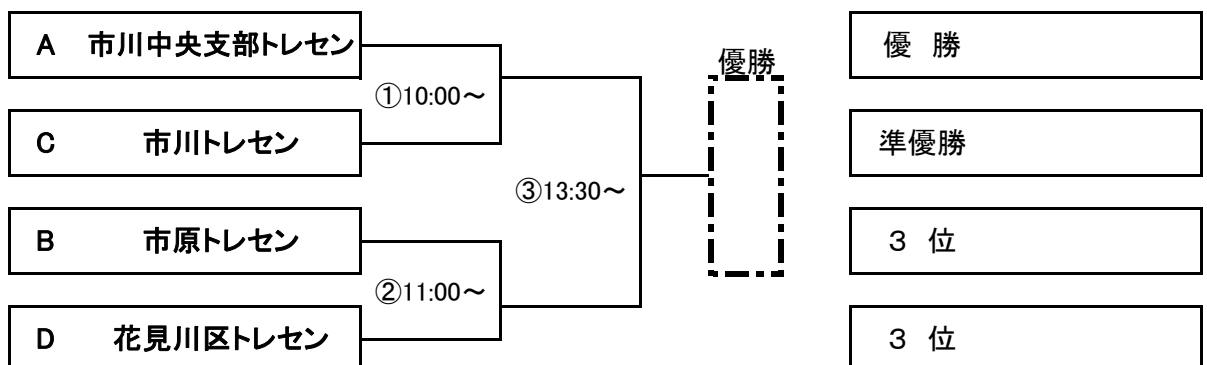 A 市川中央支部トレセン
①10:00～
C 市川トレセン
③13:30～
B 市原トレセン
②11:00～
D 花見川区トレセン
優勝
優 勝
準優勝
3 位
3 位